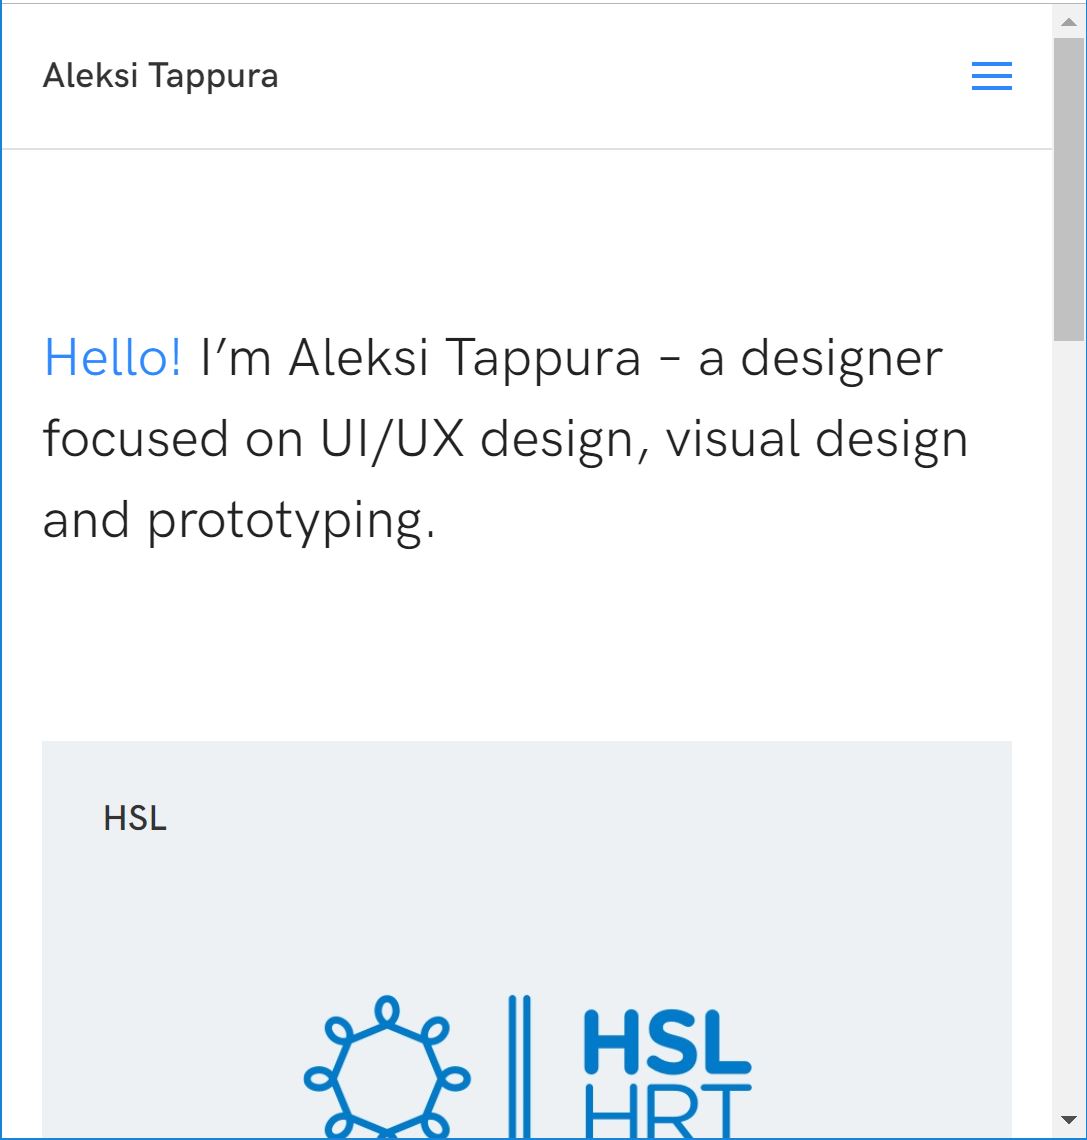 Aleksi Tappura
Hello! I’m Aleksi Tappura – a designer
focused on UI/UX design, visual design
and prototyping.
HSL
HSL
HRT